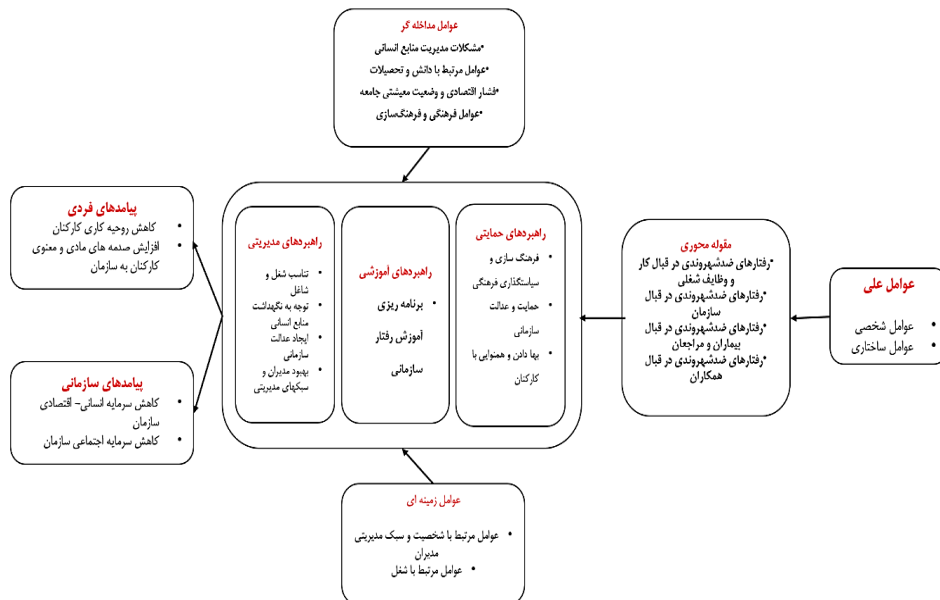 عوامل مداخله گر
•مشکلات مدیریت منابع انسانی
•عوامل مرتبط با دانش و تحصیلات
•فشار اقتصادی و وضعیت معیشتی جامعه
•عوامل فرهنگی و فرهنگ‌سازی
عوامل علی
• عوامل شخصی
• عوامل ساختاری
مقوله محوری
•رفتارهای ضدشهروندی در قبال کار
و وظایف شغلی
•رفتارهای ضدشهروندی در قبال
سازمان
•رفتارهای ضدشهروندی در قبال
بیماران و مراجعان
•رفتارهای ضدشهروندی در قبال
همکاران
راهبردهای حمایتی
• فرهنگ سازی و
سیاستگذاری فرهنگی
• حمایت و عدالت
سازمانی
• بها دادن و همنوایی با
کارکنان
راهبردهای آموزشی
• برنامه ریزی
آموزش رفتار
سازمانی
راهبردهای مدیریتی
• تناسب شغل و
شاغل
• توجه به نگهداشت
منابع انسانی
• ایجاد عدالت
سازمانی
• بهبود مدیران و
سبکهای مدیریتی
پیامدهای فردی
• کاهش روحیه کاری کارکنان
• افزایش صدمه های مادی و معنوی
کارکنان به سازمان
پیامدهای سازمانی
• کاهش سرمایه انسانی- اقتصادی
سازمان
• کاهش سرمایه اجتماعی سازمان
عوامل زمینه ای
• عوامل مرتبط با شخصیت و سبک مدیریتی
مدیران
• عوامل مرتبط با شغل